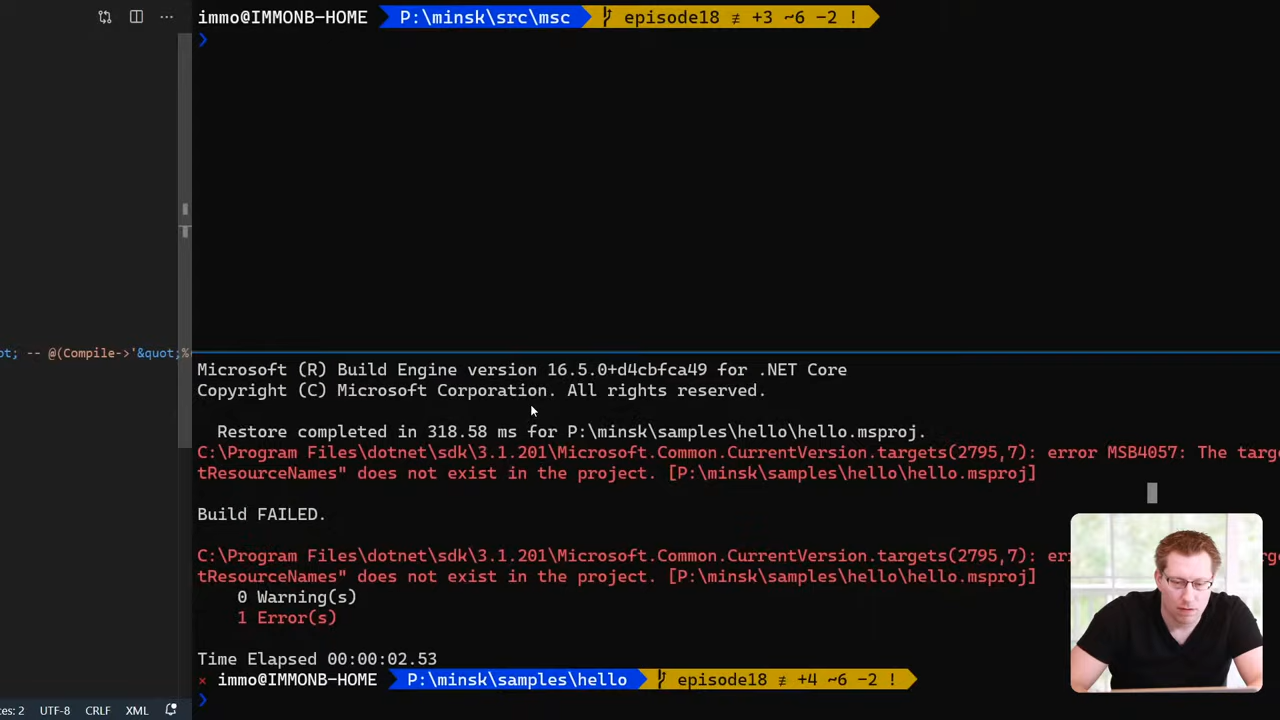 immo@IMMONB-HOME P:\minsk\src\msc episode18 ≢ +3 ~6 -2 !
❯
-- @(Compile->'&quot;%
Microsoft (R) Build Engine version 16.5.0+d4cbfca49 for .NET Core
Copyright (C) Microsoft Corporation. All rights reserved.
Restore completed in 318.58 ms for P:\minsk\samples\hello\hello.msproj.
C:\Program Files\dotnet\sdk\3.1.201\Microsoft.Common.CurrentVersion.targets(2795,7): error MSB4057: The targ
tResourceNames" does not exist in the project. [P:\minsk\samples\hello\hello.msproj]
Build FAILED.
C:\Program Files\dotnet\sdk\3.1.201\Microsoft.Common.CurrentVersion.targets(2795,7): er
tResourceNames" does not exist in the project. [P:\minsk\samples\hello\hello.msproj]
0 Warning(s)
1 Error(s)
Time Elapsed 00:00:02.53
× immo@IMMONB-HOME P:\minsk\samples\hello episode18 ≢ +4 ~6 -2 !
❯
UTF-8 CRLF XML